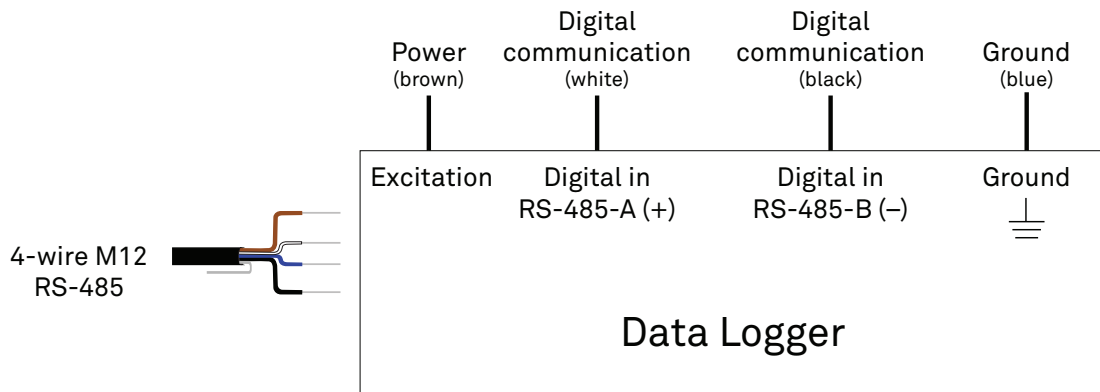 Power
(brown)
Digital
communication
(white)
Digital
communication
(black)
Ground
(blue)
Excitation
Digital in
RS-485-A (+)
Digital in
RS-485-B (–)
Ground
4-wire M12
RS-485
Data Logger